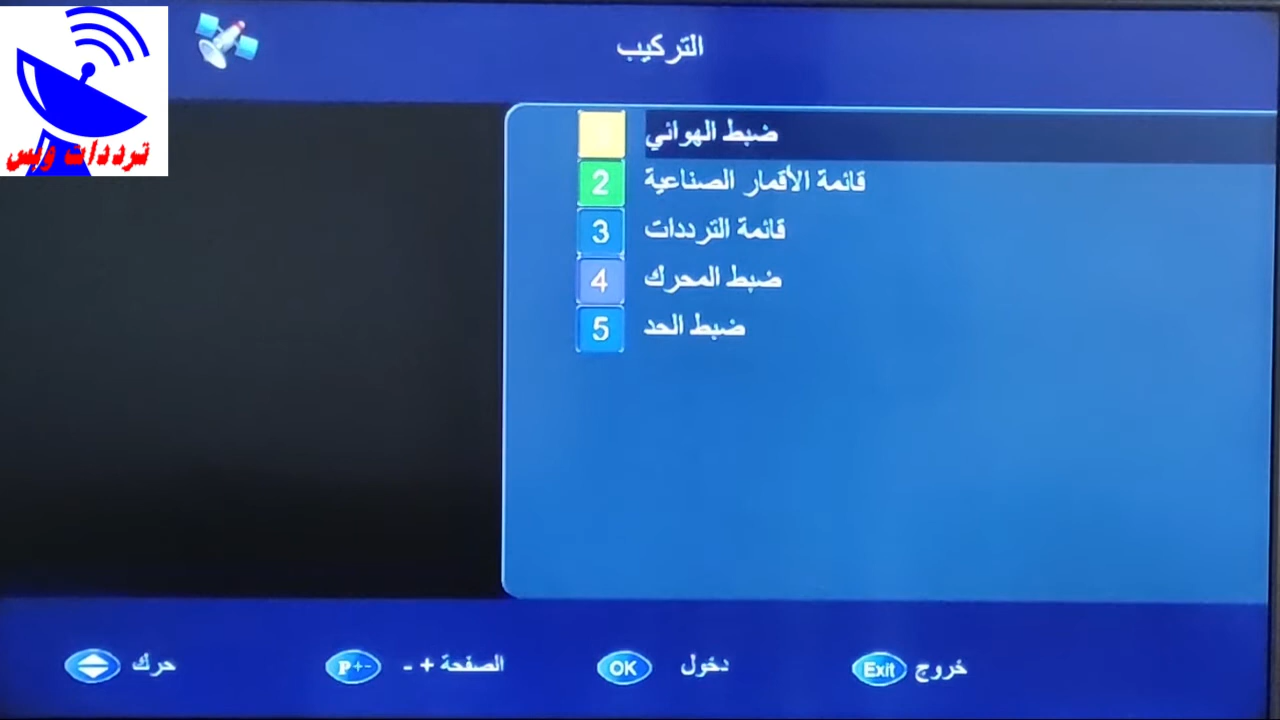 ترددات ويس
التركيب
ضبط الهوائي
2 قائمة الأقمار الصناعية
3 قائمة الترددات
4 ضبط المحرك
5 ضبط الحد
حرك
P+- الصفحة + -
OK دخول
Exit خروج